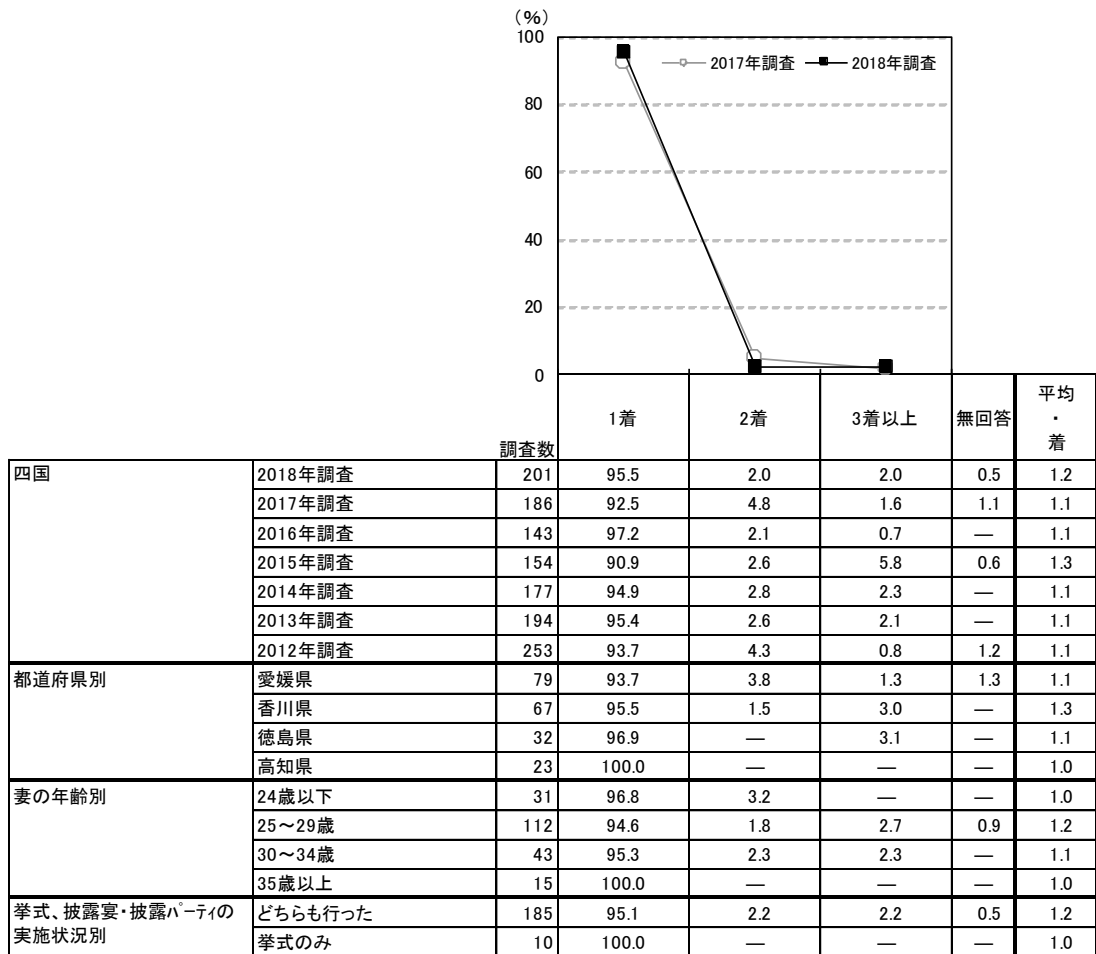 (%)
100
80
60
40
20
0
2017年調査 2018年調査
調査数 1着 2着 3着以上 無回答 平均・着
四国 2018年調査 201 95.5 2.0 2.0 0.5 1.2
2017年調査 186 92.5 4.8 1.6 1.1 1.1
2016年調査 143 97.2 2.1 0.7 — 1.1
2015年調査 154 90.9 2.6 5.8 0.6 1.3
2014年調査 177 94.9 2.8 2.3 — 1.1
2013年調査 194 95.4 2.6 2.1 — 1.1
2012年調査 253 93.7 4.3 0.8 1.2 1.1
都道府県別 愛媛県 79 93.7 3.8 1.3 1.3 1.1
香川県 67 95.5 1.5 3.0 — 1.3
徳島県 32 96.9 — 3.1 — 1.1
高知県 23 100.0 — — — 1.0
妻の年齢別 24歳以下 31 96.8 3.2 — — 1.0
25～29歳 112 94.6 1.8 2.7 0.9 1.2
30～34歳 43 95.3 2.3 2.3 — 1.1
35歳以上 15 100.0 — — — 1.0
挙式、披露宴・披露パーティの どちらも行った 185 95.1 2.2 2.2 0.5 1.2
実施状況別 挙式のみ 10 100.0 — — — 1.0